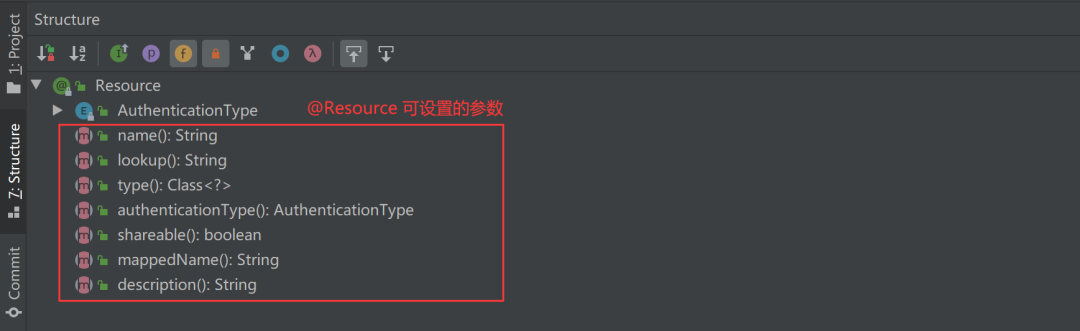 Structure
1: Project
7: Structure
Commit
Resource
AuthenticationType
@Resource 可设置的参数
name(): String
lookup(): String
type(): Class<?>
authenticationType(): AuthenticationType
shareable(): boolean
mappedName(): String
description(): String